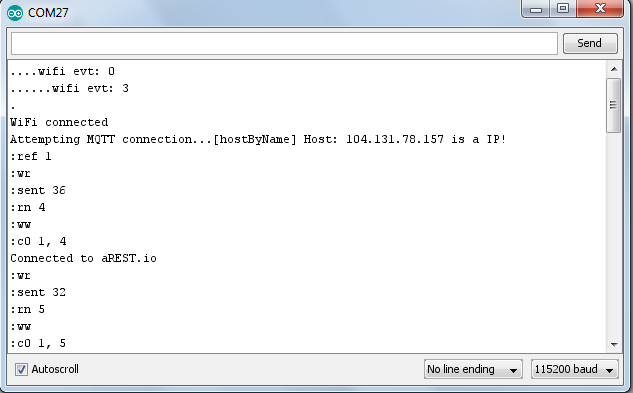 COM27
Send
....wifi evt: 0
......wifi evt: 3
.
WiFi connected
Attempting MQTT connection...[hostByName] Host: 104.131.78.157 is a IP!
:ref 1
:wr
:sent 36
:rn 4
:ww
:c0 1, 4
Connected to aREST.io
:wr
:sent 32
:rn 5
:ww
:c0 1, 5
Autoscroll
No line ending
115200 baud